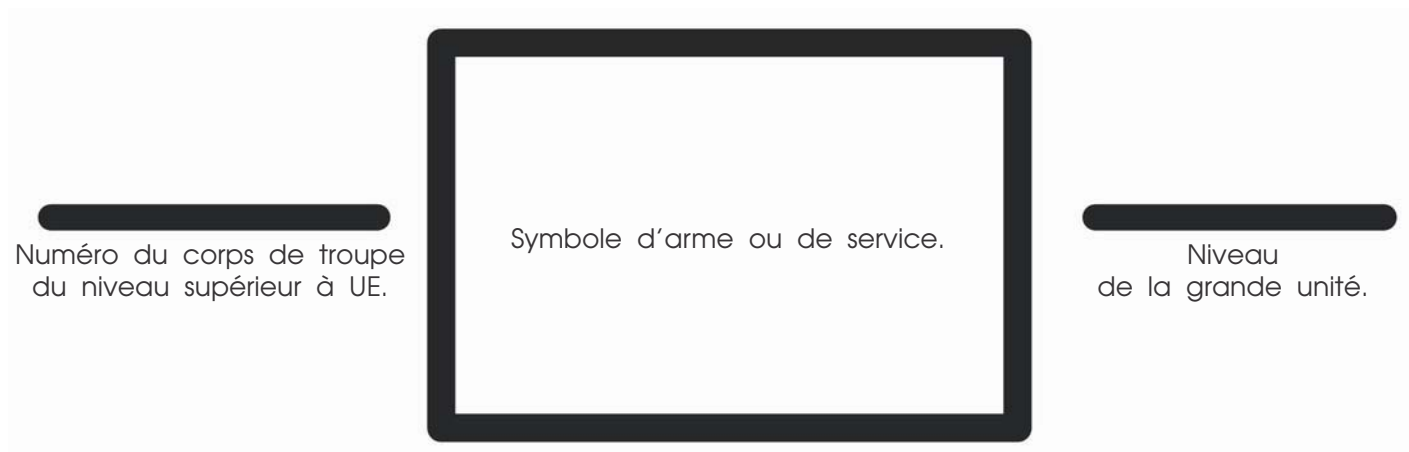 Numéro du corps de troupe
du niveau supérieur à UE.
Symbole d'arme ou de service.
Niveau
de la grande unité.